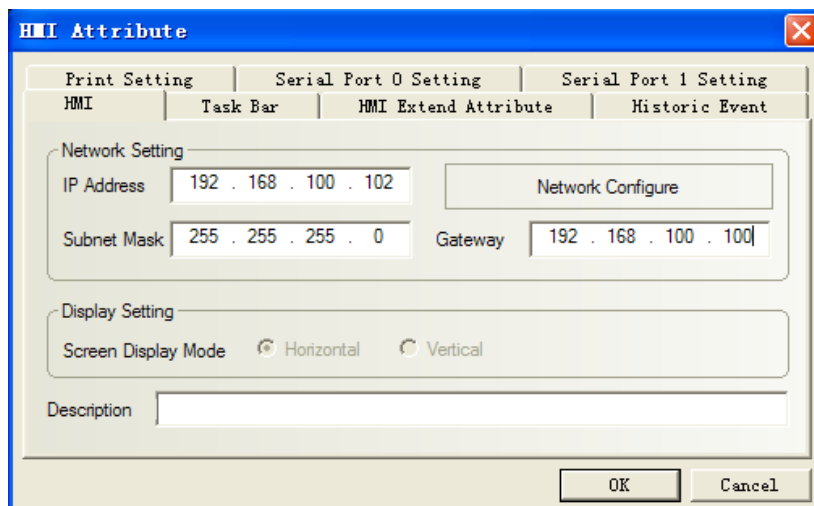 HMI Attribute
Print Setting Serial Port 0 Setting Serial Port 1 Setting
HMI Task Bar HMI Extend Attribute Historic Event
Network Setting
IP Address 192 . 168 . 100 . 102 Network Configure
Subnet Mask 255 . 255 . 255 . 0 Gateway 192 . 168 . 100 . 100
Display Setting
Screen Display Mode Horizontal Vertical
Description
OK Cancel